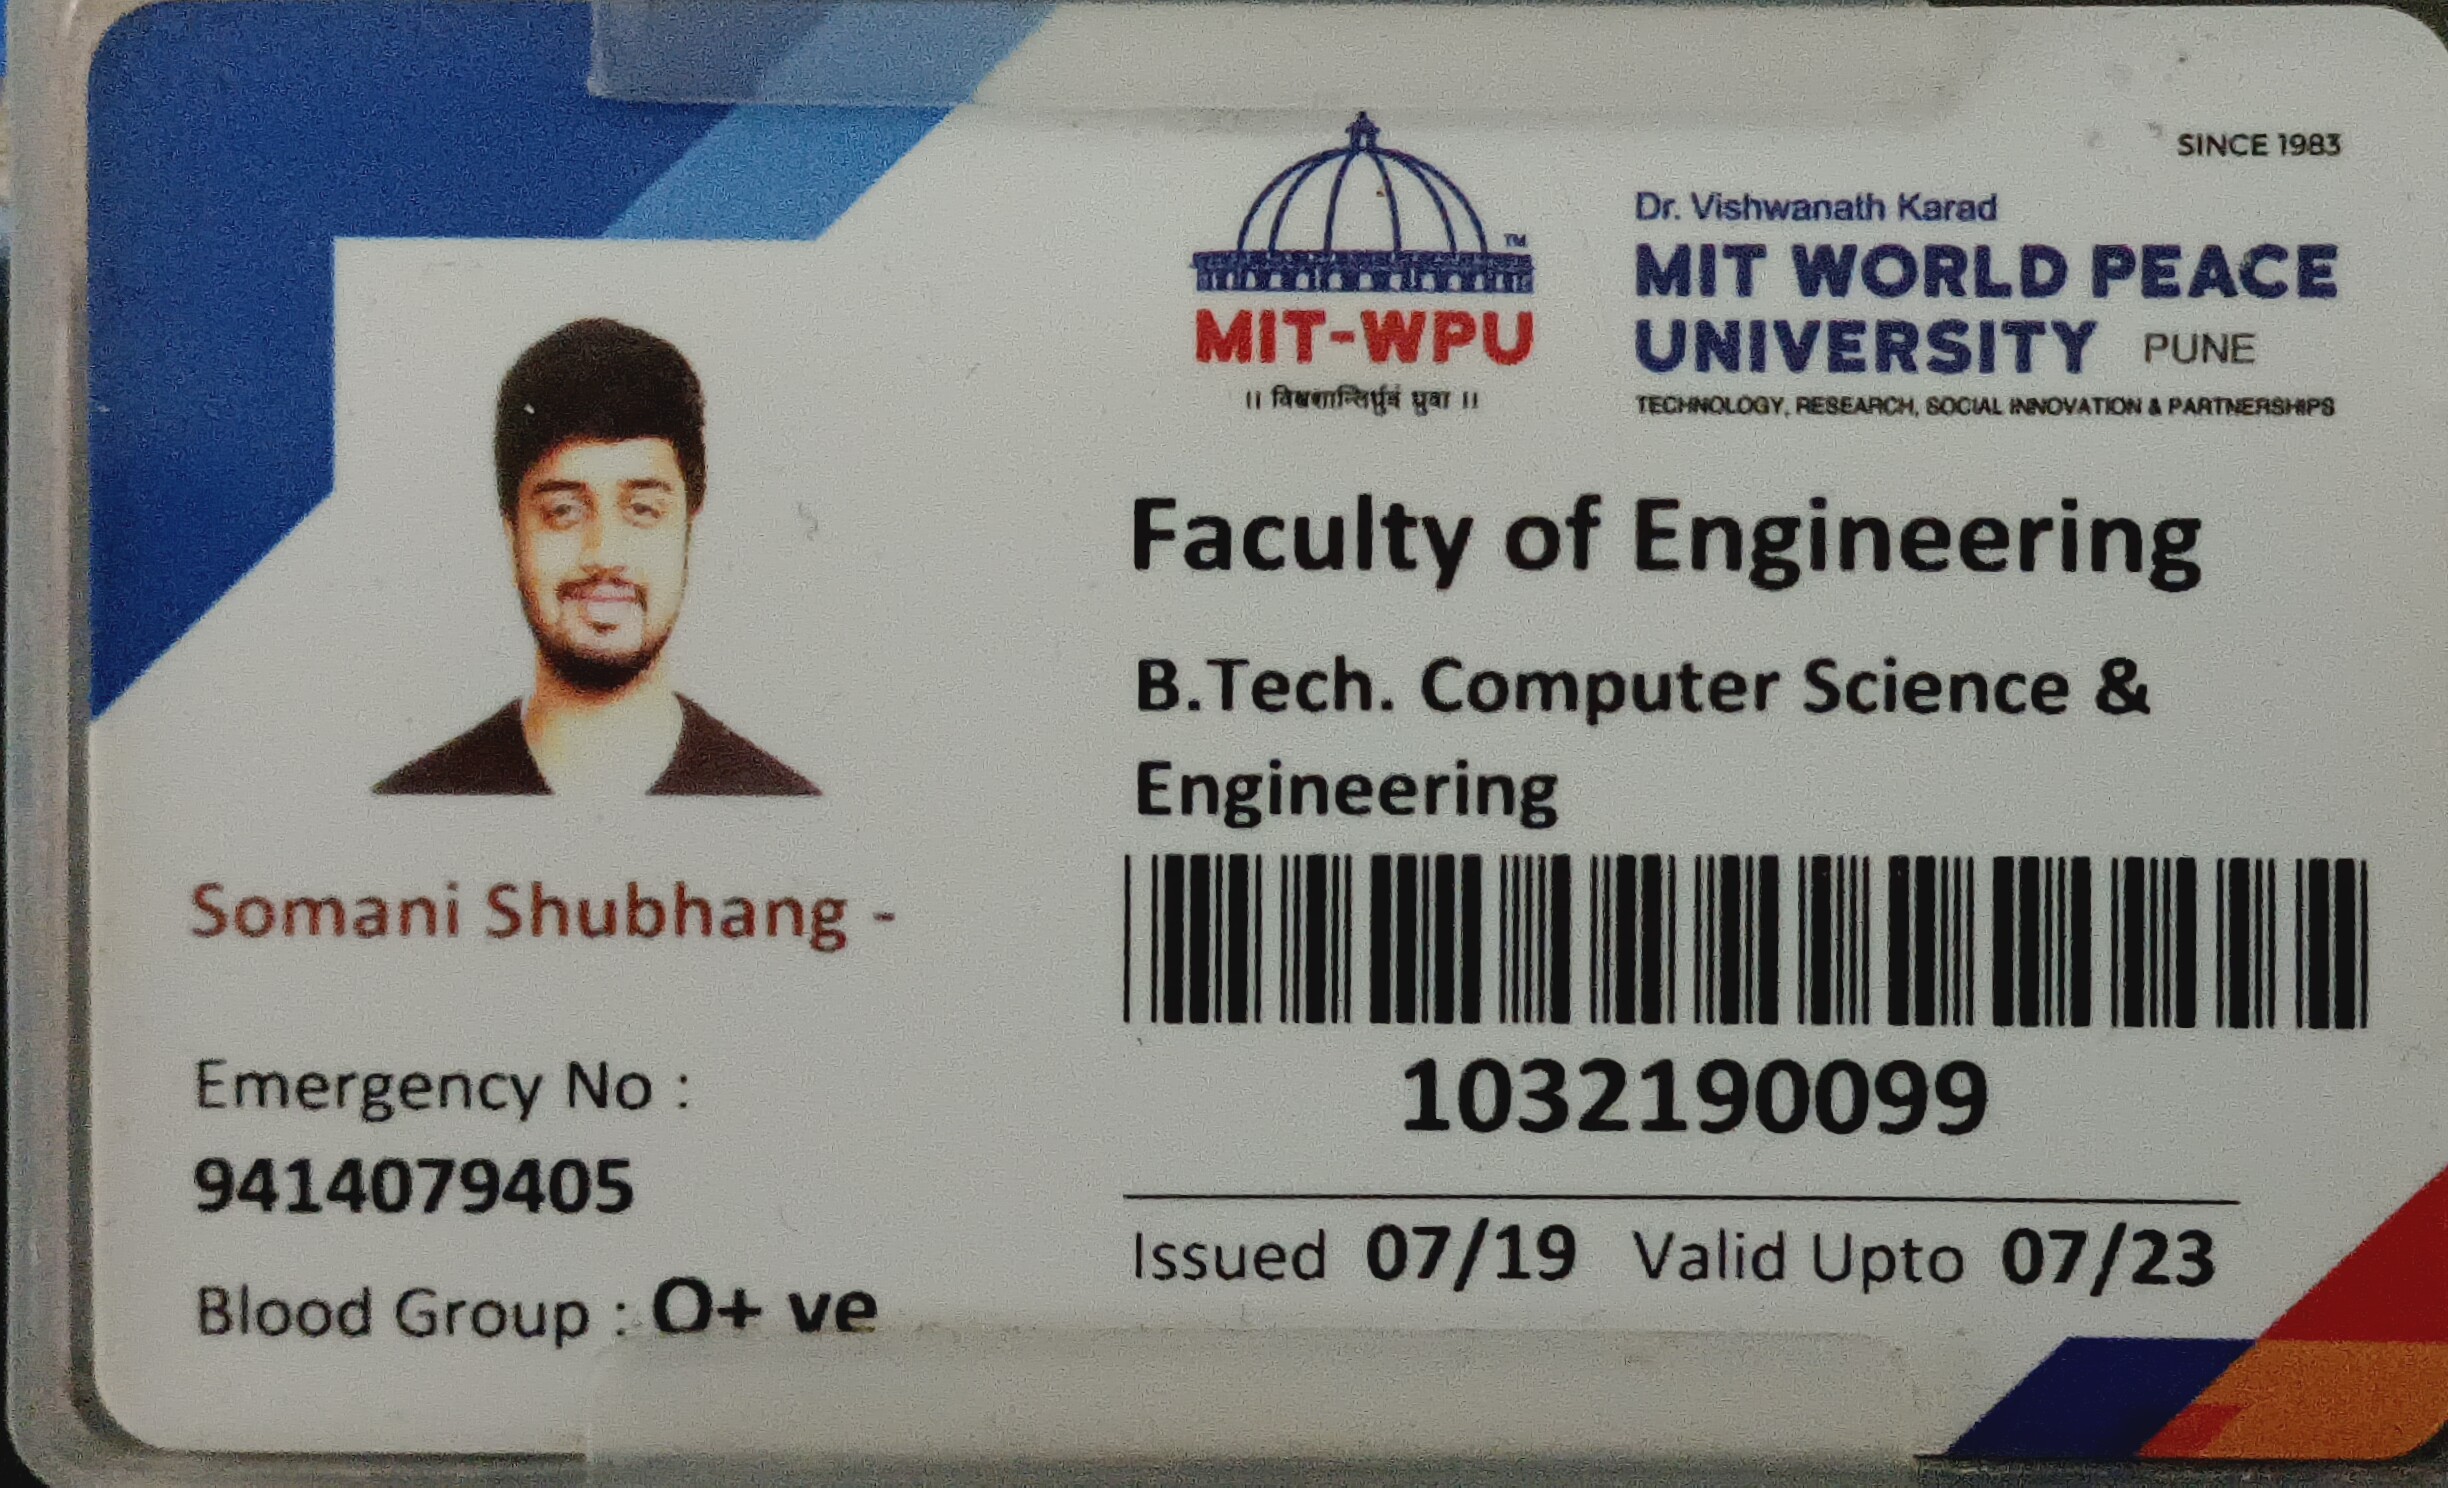 SINCE 1983
Dr. Vishwanath Karad
MIT WORLD PEACE
UNIVERSITY PUNE
TECHNOLOGY, RESEARCH, SOCIAL INNOVATION & PARTNERSHIPS
TM
MIT-WPU
॥ विश्वशान्तिर्ध्रुवं ध्रुवा ॥
Faculty of Engineering
B.Tech. Computer Science &
Engineering
1032190099
Issued 07/19 Valid Upto 07/23
Somani Shubhang -
Emergency No :
9414079405
Blood Group : O+ ve